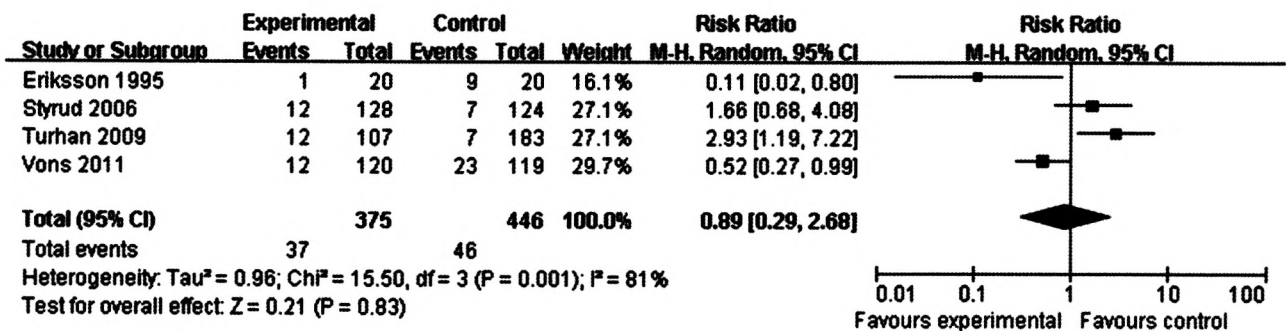 Experimental Control Risk Ratio Risk Ratio
Study or Subgroup Events Total Events Total Weight M-H, Random, 95% CI M-H, Random, 95% CI
Eriksson 1995 1 20 9 20 16.1% 0.11 [0.02, 0.80]
Styrud 2006 12 128 7 124 27.1% 1.66 [0.68, 4.08]
Turhan 2009 12 107 7 183 27.1% 2.93 [1.19, 7.22]
Vons 2011 12 120 23 119 29.7% 0.52 [0.27, 0.99]
Total (95% CI) 375 446 100.0% 0.89 [0.29, 2.68]
Total events 37 46
Heterogeneity: Tau² = 0.96; Chi² = 15.50, df = 3 (P = 0.001); I² = 81%
Test for overall effect: Z = 0.21 (P = 0.83)
0.01 0.1 1 10 100
Favours experimental Favours control